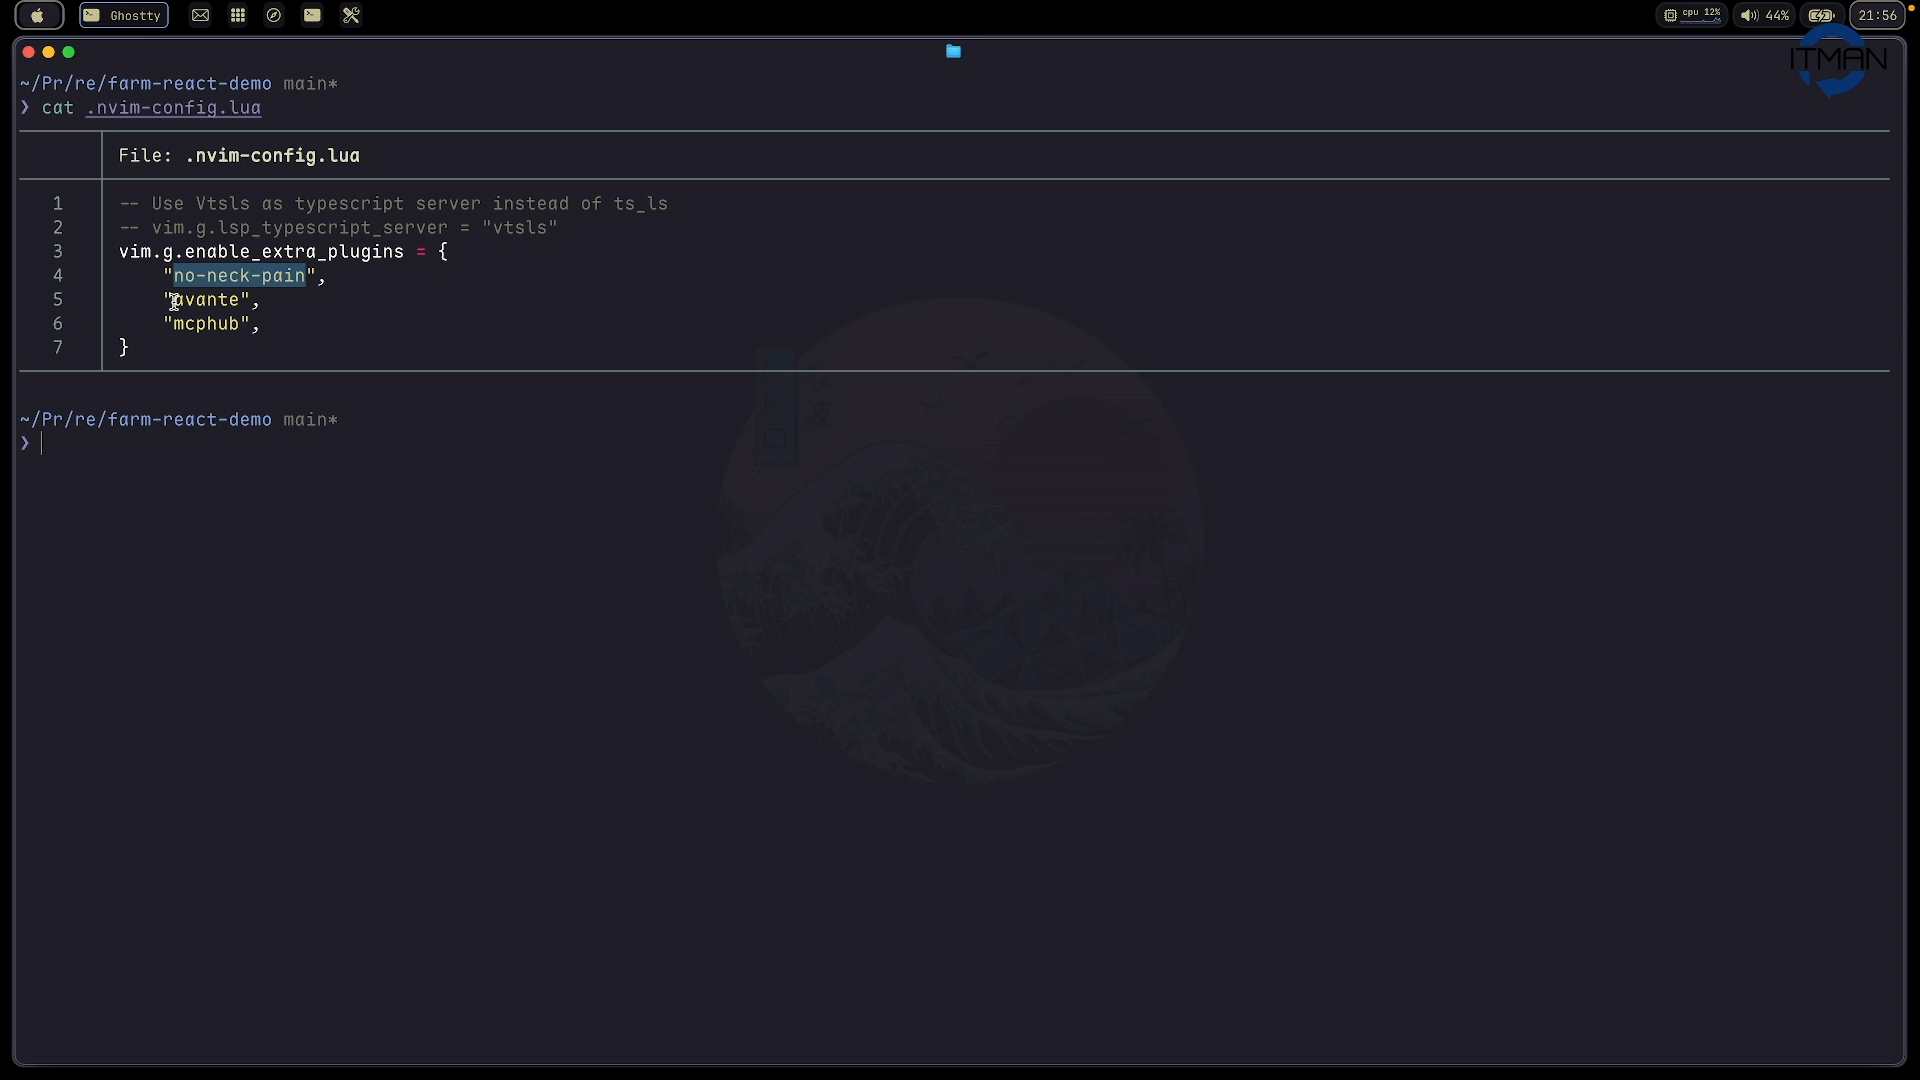 Ghostty
cpu 12%
44%
21:56
ITMAN
~/Pr/re/farm-react-demo main*
❯ cat .nvim-config.lua
File: .nvim-config.lua
1 -- Use Vtsls as typescript server instead of ts_ls
2 -- vim.g.lsp_typescript_server = "vtsls"
3 vim.g.enable_extra_plugins = {
4 "no-neck-pain",
5 "avante",
6 "mcphub",
7 }
~/Pr/re/farm-react-demo main*
❯